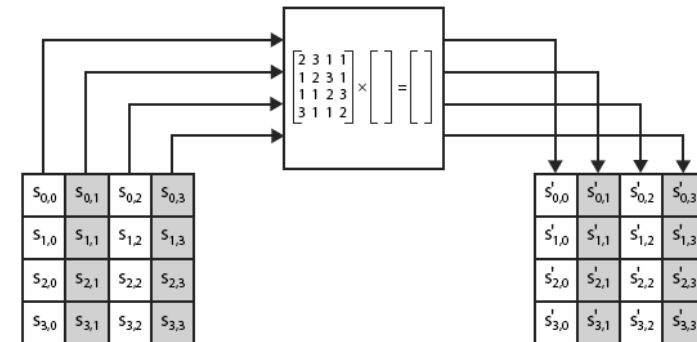 2 3 1 1
1 2 3 1
1 1 2 3
3 1 1 2
× =
s0,0 s0,1 s0,2 s0,3
s1,0 s1,1 s1,2 s1,3
s2,0 s2,1 s2,2 s2,3
s3,0 s3,1 s3,2 s3,3
s'0,0 s'0,1 s'0,2 s'0,3
s'1,0 s'1,1 s'1,2 s'1,3
s'2,0 s'2,1 s'2,2 s'2,3
s'3,0 s'3,1 s'3,2 s'3,3